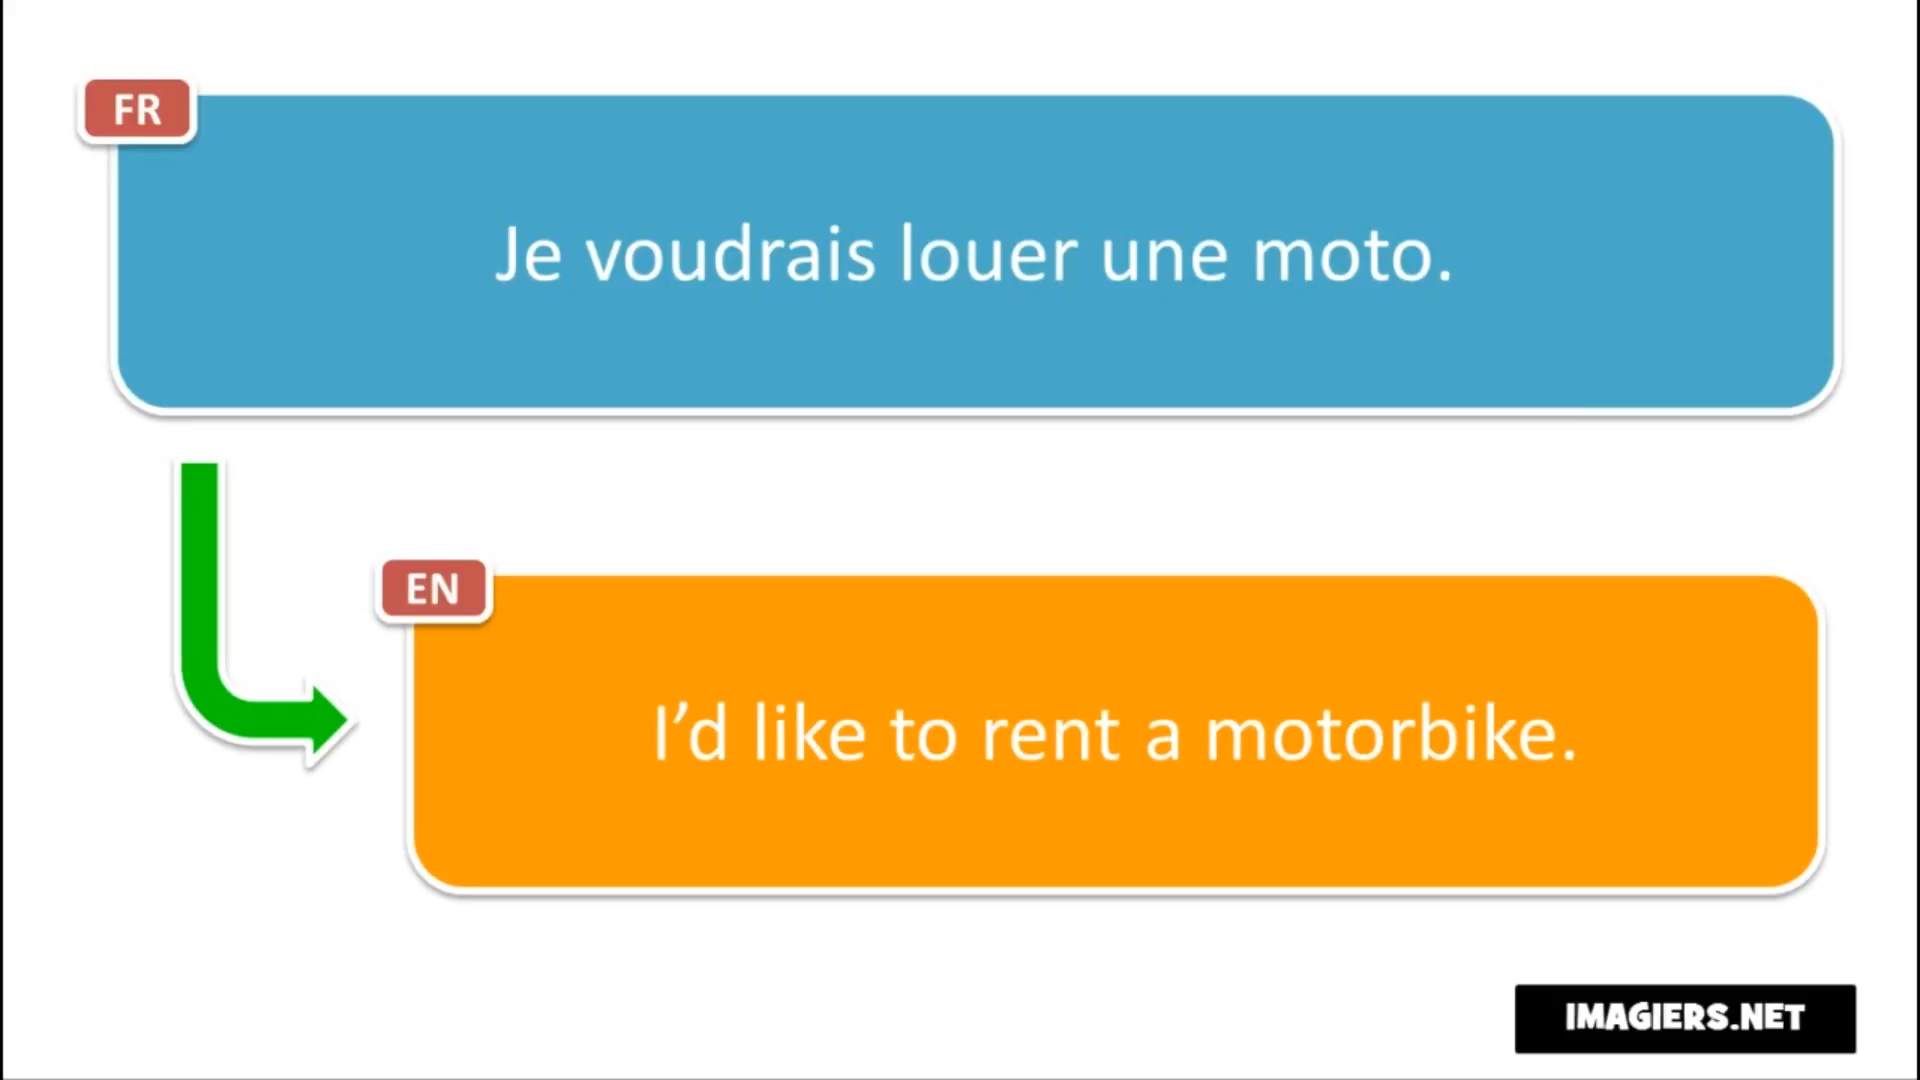 FR
Je voudrais louer une moto.
EN
I’d like to rent a motorbike.
IMAGIERS.NET